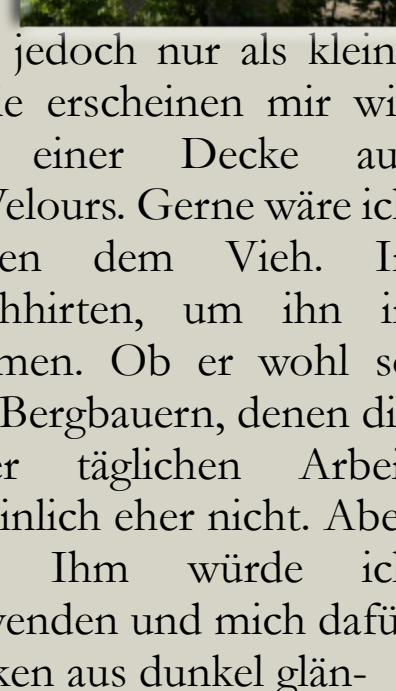 jedoch nur als klein
erscheinen mir wi
einer Decke au
Velours. Gerne wäre ich
en dem Vieh. I
hhirten, um ihn i
men. Ob er wohl s
Bergbauern, denen di
er täglichen Arbei
inlich eher nicht. Abe
Ihm würde ich
wenden und mich dafü
ken aus dunkel glän-